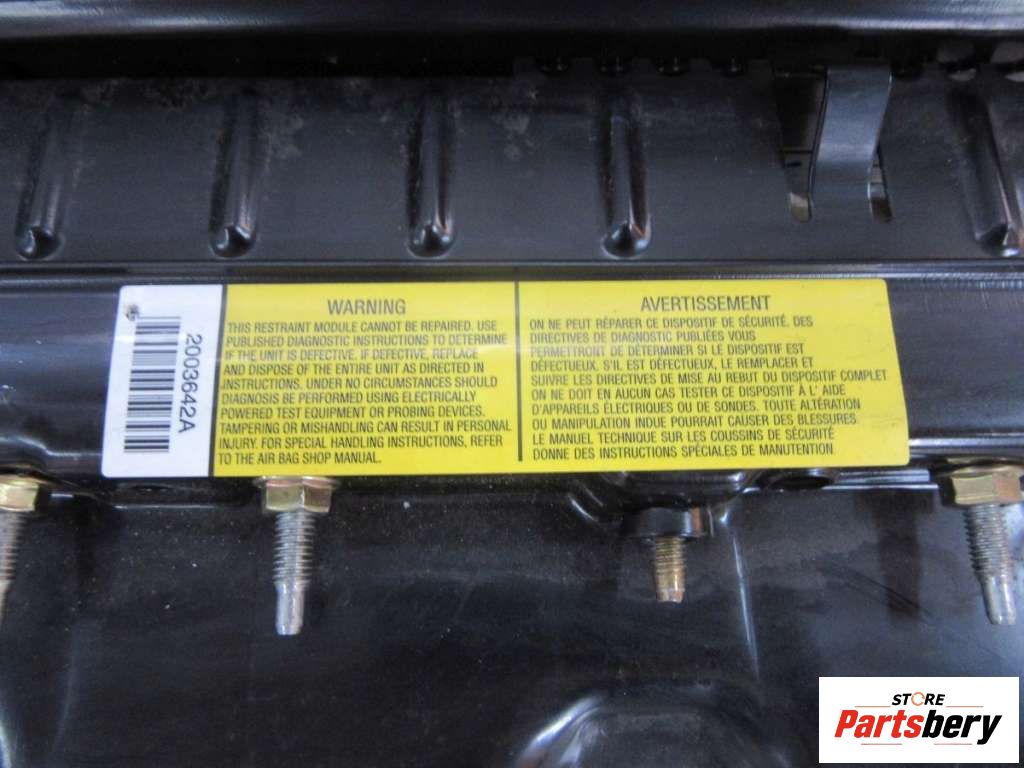 2003642A
WARNING
THIS RESTRAINT MODULE CANNOT BE REPAIRED. USE
PUBLISHED DIAGNOSTIC INSTRUCTIONS TO DETERMINE
IF THE UNIT IS DEFECTIVE. IF DEFECTIVE, REPLACE
AND DISPOSE OF THE ENTIRE UNIT AS DIRECTED IN
INSTRUCTIONS. UNDER NO CIRCUMSTANCES SHOULD
DIAGNOSIS BE PERFORMED USING ELECTRICALLY
POWERED TEST EQUIPMENT OR PROBING DEVICES.
TAMPERING OR MISHANDLING CAN RESULT IN PERSONAL
INJURY. FOR SPECIAL HANDLING INSTRUCTIONS, REFER
TO THE AIR BAG SHOP MANUAL.
AVERTISSEMENT
ON NE PEUT RÉPARER CE DISPOSITIF DE SÉCURITÉ. DES
DIRECTIVES DE DIAGNOSTIC PUBLIÉES VOUS
PERMETTRONT DE DÉTERMINER SI LE DISPOSITIF EST
DÉFECTUEUX. S'IL EST DÉFECTUEUX, LE REMPLACER ET
SUIVRE LES DIRECTIVES DE MISE AU REBUT DU DISPOSITIF COMPLET.
ON NE DOIT EN AUCUN CAS TESTER CE DISPOSITIF À L' AIDE
D'APPAREILS ÉLECTRIQUES OU DE SONDES. TOUTE ALTÉRATION
OU MANIPULATION INDUE POURRAIT CAUSER DES BLESSURES.
LE MANUEL TECHNIQUE SUR LES COUSSINS DE SÉCURITÉ
DONNE DES INSTRUCTIONS SPÉCIALES DE MANUTENTION.
STORE
Partsbery